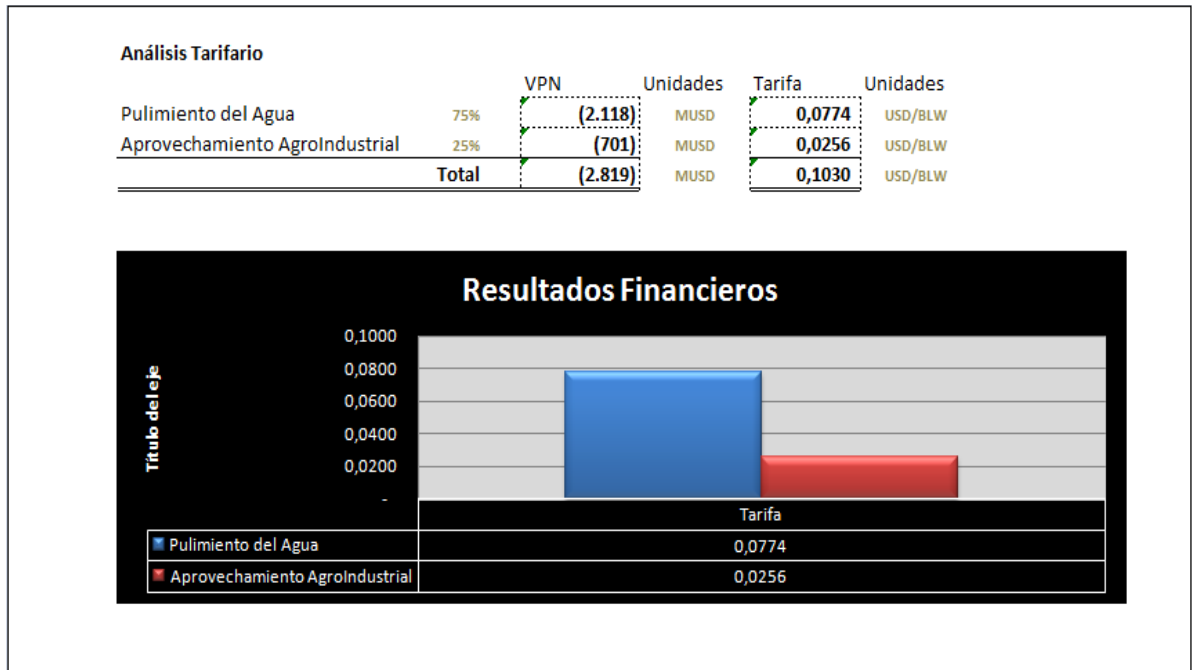 Análisis Tarifario
VPN Unidades Tarifa Unidades
Pulimiento del Agua 75% (2.118) MUSD 0,0774 USD/BLW
Aprovechamiento AgroIndustrial 25% (701) MUSD 0,0256 USD/BLW
Total (2.819) MUSD 0,1030 USD/BLW
Resultados Financieros
Título del eje
0,1000
0,0800
0,0600
0,0400
0,0200
-
Tarifa
Pulimiento del Agua 0,0774
Aprovechamiento AgroIndustrial 0,0256